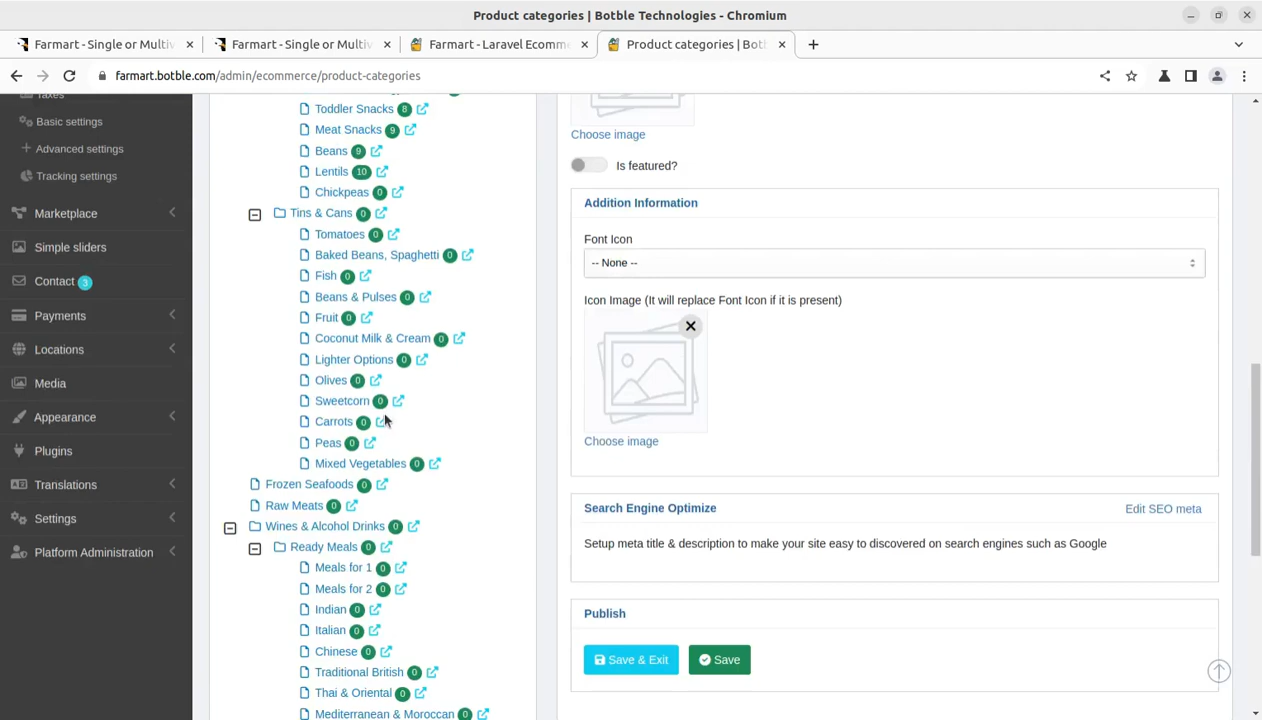 Product categories | Botble Technologies - Chromium
Farmart - Single or Multiv
Farmart - Single or Multiv
Farmart - Laravel Ecomm
Product categories | Botl
farmart.botble.com/admin/ecommerce/product-categories
Taxes
Basic settings
Advanced settings
Tracking settings
Marketplace
Simple sliders
Contact 3
Payments
Locations
Media
Appearance
Plugins
Translations
Settings
Platform Administration
Toddler Snacks 8
Meat Snacks 9
Beans 9
Lentils 10
Chickpeas 0
Tins & Cans 0
Tomatoes 0
Baked Beans, Spaghetti 0
Fish 0
Beans & Pulses 0
Fruit 0
Coconut Milk & Cream 0
Lighter Options 0
Olives 0
Sweetcorn 0
Carrots 0
Peas 0
Mixed Vegetables 0
Frozen Seafoods 0
Raw Meats 0
Wines & Alcohol Drinks 0
Ready Meals 0
Meals for 1 0
Meals for 2 0
Indian 0
Italian 0
Chinese 0
Traditional British 0
Thai & Oriental 0
Mediterranean & Moroccan 0
Choose image
Is featured?
Addition Information
Font Icon
-- None --
Icon Image (It will replace Font Icon if it is present)
Choose image
Search Engine Optimize
Edit SEO meta
Setup meta title & description to make your site easy to discovered on search engines such as Google
Publish
Save & Exit
Save